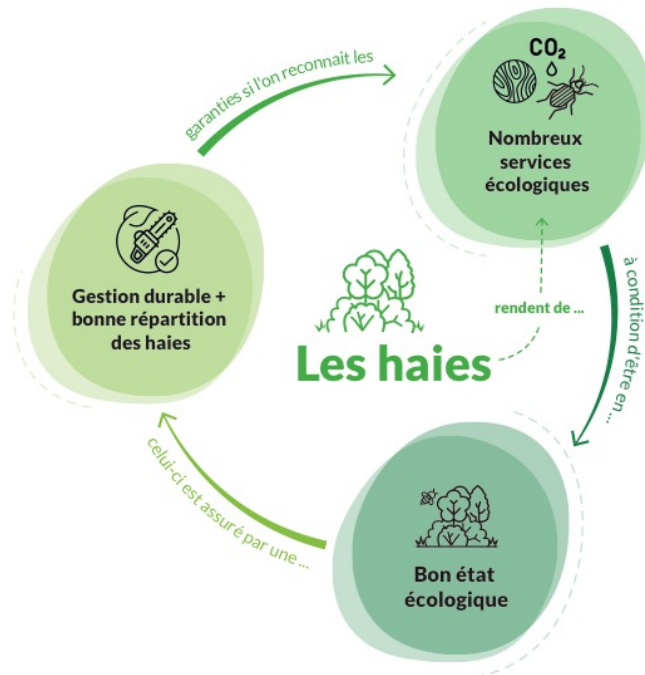 Les haies
rendent de ...
CO₂
Nombreux
services
écologiques
à condition d'être en ...
Bon état
écologique
celui-ci est assuré par une ...
Gestion durable +
bonne répartition
des haies
garanties si l'on reconnait les